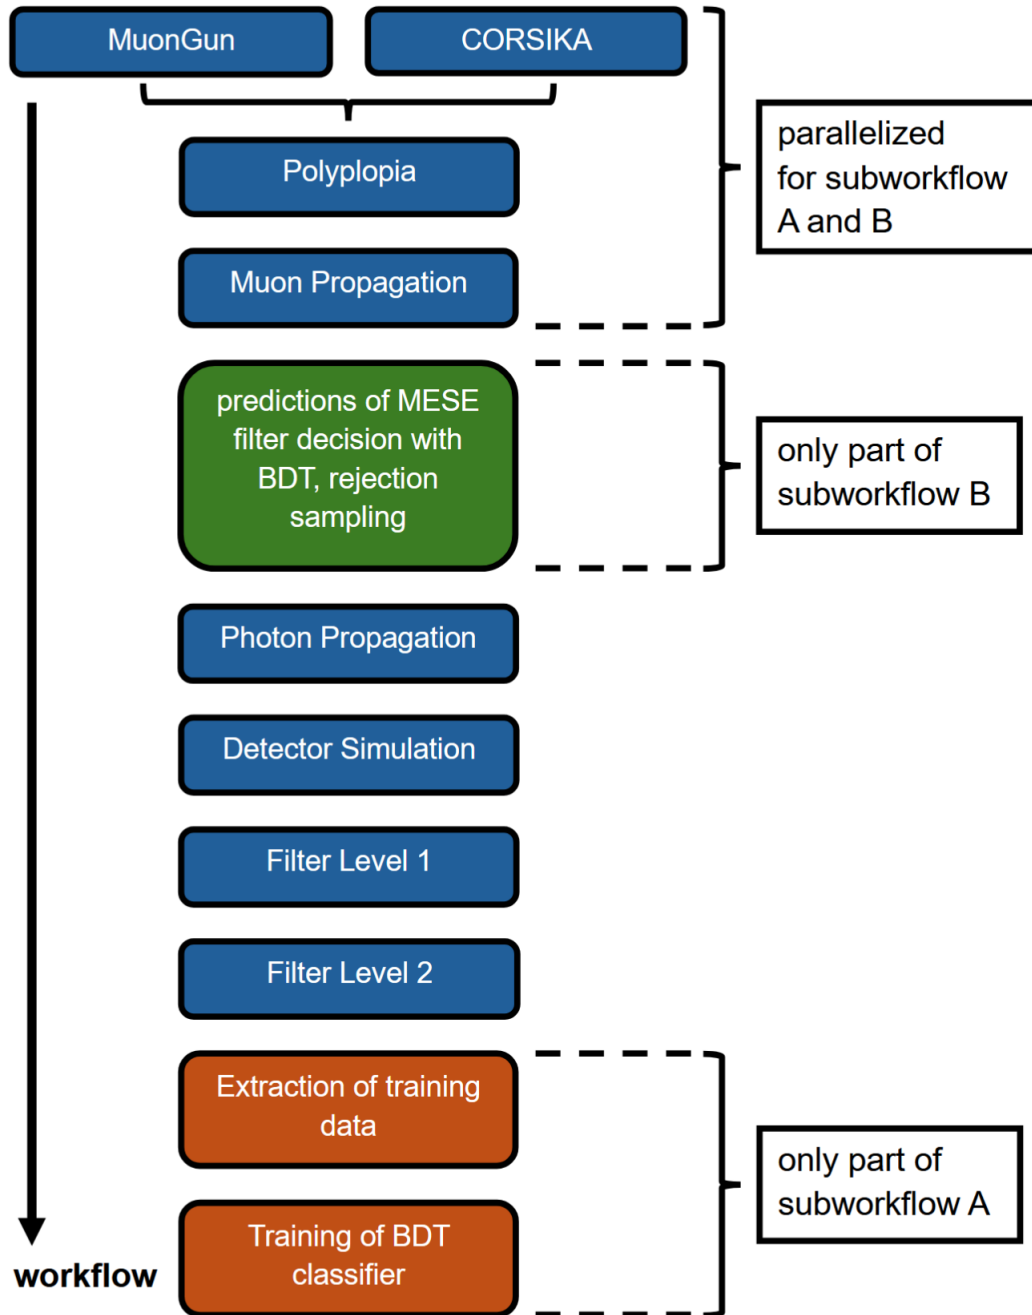 MuonGun
CORSIKA
Polyplopia
Muon Propagation
parallelized
for subworkflow
A and B
predictions of MESE
filter decision with
BDT, rejection
sampling
only part of
subworkflow B
Photon Propagation
Detector Simulation
Filter Level 1
Filter Level 2
Extraction of training
data
Training of BDT
classifier
only part of
subworkflow A
workflow